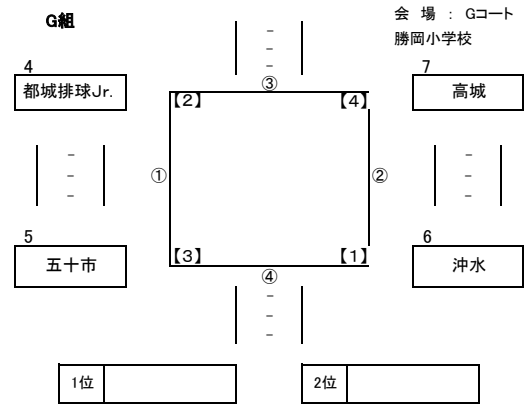 G組
会 場 : Gコート
勝岡小学校
-
-
-
4
都城排球Jr.
7
高城
③
【2】
【4】
-
-
-
①
②
-
-
-
5
五十市
6
沖水
【3】
【1】
④
-
-
-
1位
2位